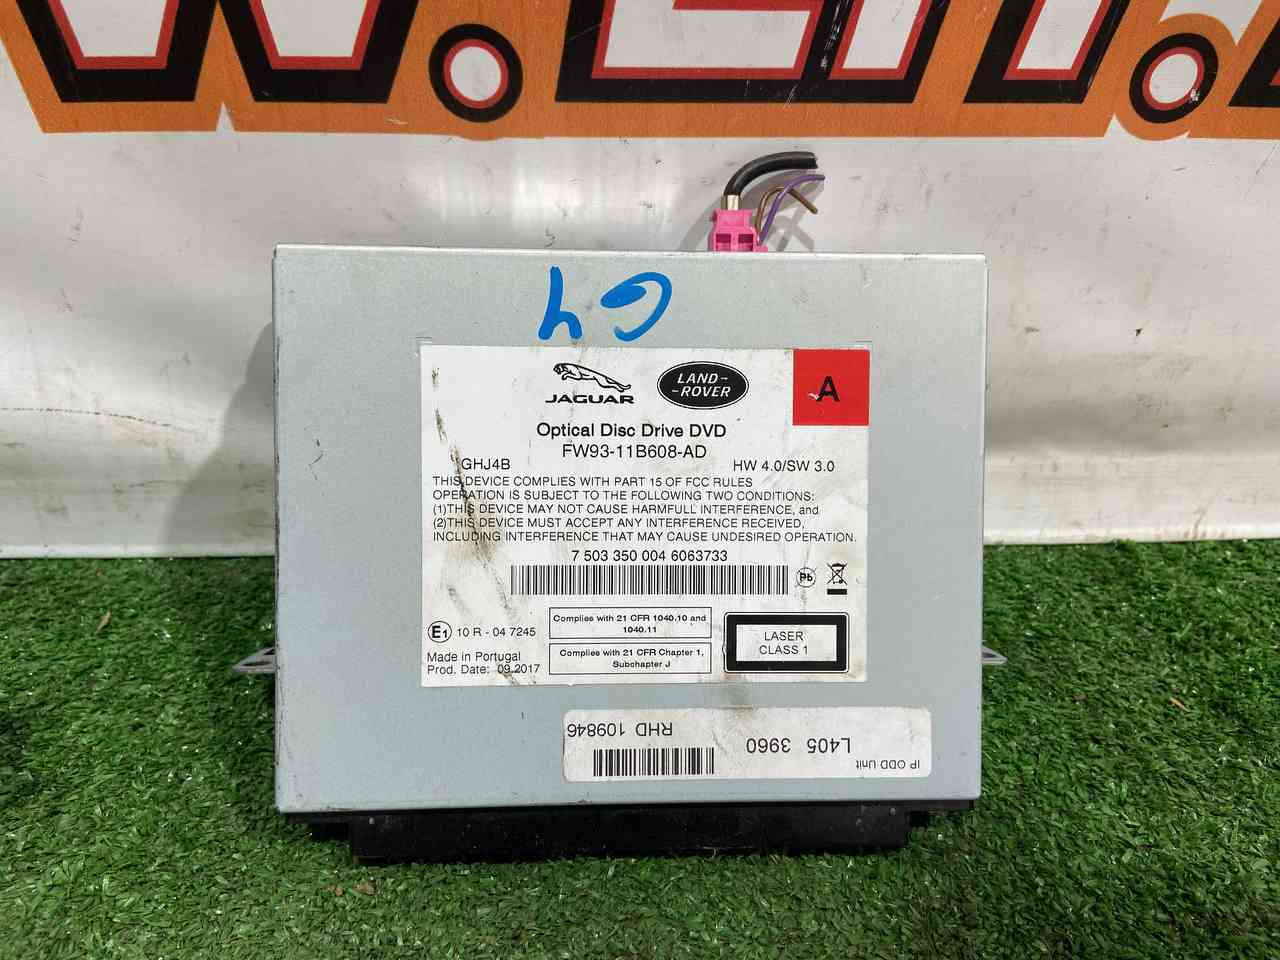 G4
JAGUAR
LAND-
-ROVER
A
Optical Disc Drive DVD
FW93-11B608-AD
GHJ4B
HW 4.0/SW 3.0
THIS DEVICE COMPLIES WITH PART 15 OF FCC RULES
OPERATION IS SUBJECT TO THE FOLLOWING TWO CONDITIONS:
(1)THIS DEVICE MAY NOT CAUSE HARMFULL INTERFERENCE, and
(2)THIS DEVICE MUST ACCEPT ANY INTERFERENCE RECEIVED,
INCLUDING INTERFERENCE THAT MAY CAUSE UNDESIRED OPERATION.
7 503 350 004 6063733
Pb
E1 10 R - 04 7245
Made in Portugal
Prod. Date: 09.2017
Complies with 21 CFR 1040.10 and
1040.11
Complies with 21 CFR Chapter 1,
Subchapter J
LASER
CLASS 1
IP ODD Unit
L405 3960
RHD 109846